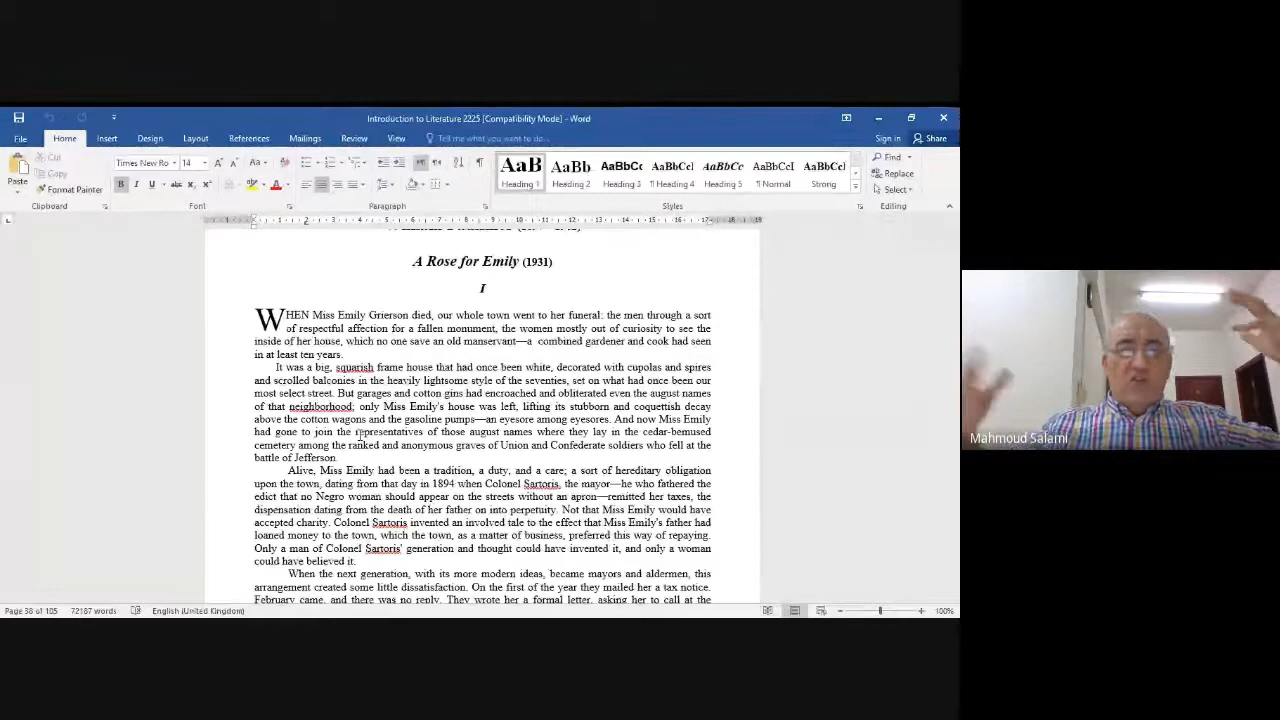 Introduction to Literature 2225 [Compatibility Mode] - Word
File Home Insert Design Layout References Mailings Review View Tell me what you want to do... Sign in Share
Paste Cut Copy Format Painter Times New Ro 14 AaB Heading 1 AaBb Heading 2 AaBbCc Heading 3 AaBbCcI ¶ Heading 4 AaBbCc Heading 5 AaBbCcI ¶ Normal AaBbCcI Strong Find Replace Select
Clipboard Font Paragraph Styles Editing
A Rose for Emily (1931)
I
WHEN Miss Emily Grierson died, our whole town went to her funeral: the men through a sort
of respectful affection for a fallen monument, the women mostly out of curiosity to see the
inside of her house, which no one save an old manservant—a combined gardener and cook had seen
in at least ten years.
It was a big, squarish frame house that had once been white, decorated with cupolas and spires
and scrolled balconies in the heavily lightsome style of the seventies, set on what had once been our
most select street. But garages and cotton gins had encroached and obliterated even the august names
of that neighborhood; only Miss Emily's house was left, lifting its stubborn and coquettish decay
above the cotton wagons and the gasoline pumps—an eyesore among eyesores. And now Miss Emily
had gone to join the representatives of those august names where they lay in the cedar-bemused
cemetery among the ranked and anonymous graves of Union and Confederate soldiers who fell at the
battle of Jefferson.
Alive, Miss Emily had been a tradition, a duty, and a care; a sort of hereditary obligation
upon the town, dating from that day in 1894 when Colonel Sartoris, the mayor—he who fathered the
edict that no Negro woman should appear on the streets without an apron—remitted her taxes, the
dispensation dating from the death of her father on into perpetuity. Not that Miss Emily would have
accepted charity. Colonel Sartoris invented an involved tale to the effect that Miss Emily's father had
loaned money to the town, which the town, as a matter of business, preferred this way of repaying.
Only a man of Colonel Sartoris' generation and thought could have invented it, and only a woman
could have believed it.
When the next generation, with its more modern ideas, became mayors and aldermen, this
arrangement created some little dissatisfaction. On the first of the year they mailed her a tax notice.
February came, and there was no reply. They wrote her a formal letter, asking her to call at the
Page 38 of 105 72187 words English (United Kingdom) 100%
Mahmoud Salami